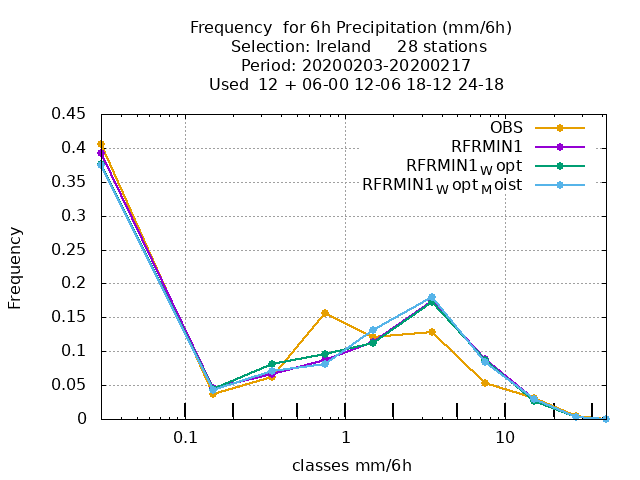 Frequency  for 6h Precipitation (mm/6h)
Selection: Ireland     28 stations
Period: 20200203-20200217
Used  12 + 06-00 12-06 18-12 24-18
OBS
RFRMIN1
RFRMIN1Wopt
RFRMIN1WoptMoist
Frequency
0.45
0.4
0.35
0.3
0.25
0.2
0.15
0.1
0.05
0
0.1
1
10
classes mm/6h